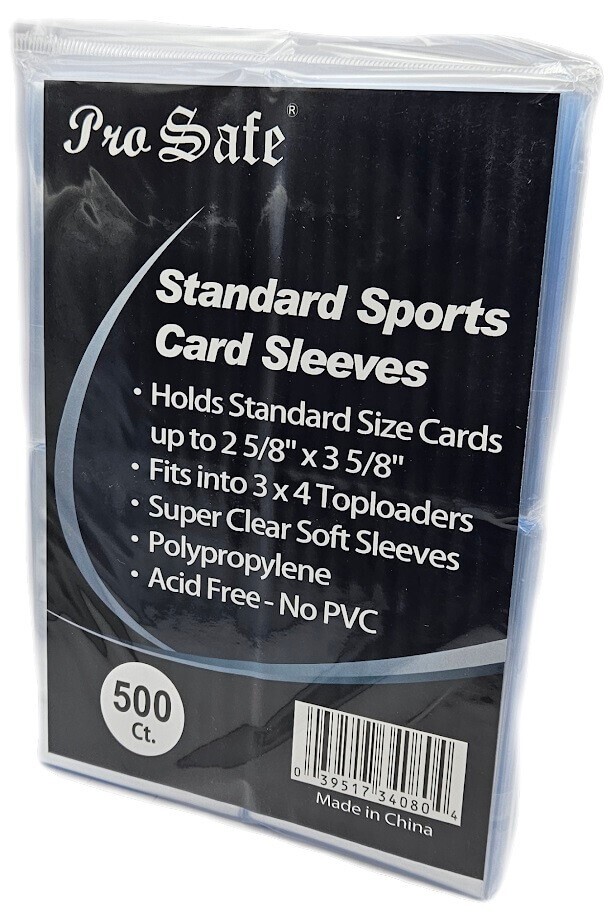 Pro Safe®
Standard Sports
Card Sleeves
• Holds Standard Size Cards
up to 2 5/8" x 3 5/8"
• Fits into 3 x 4 Toploaders
• Super Clear Soft Sleeves
• Polypropylene
• Acid Free - No PVC
500
Ct.
0 39517 34080 4
Made in China